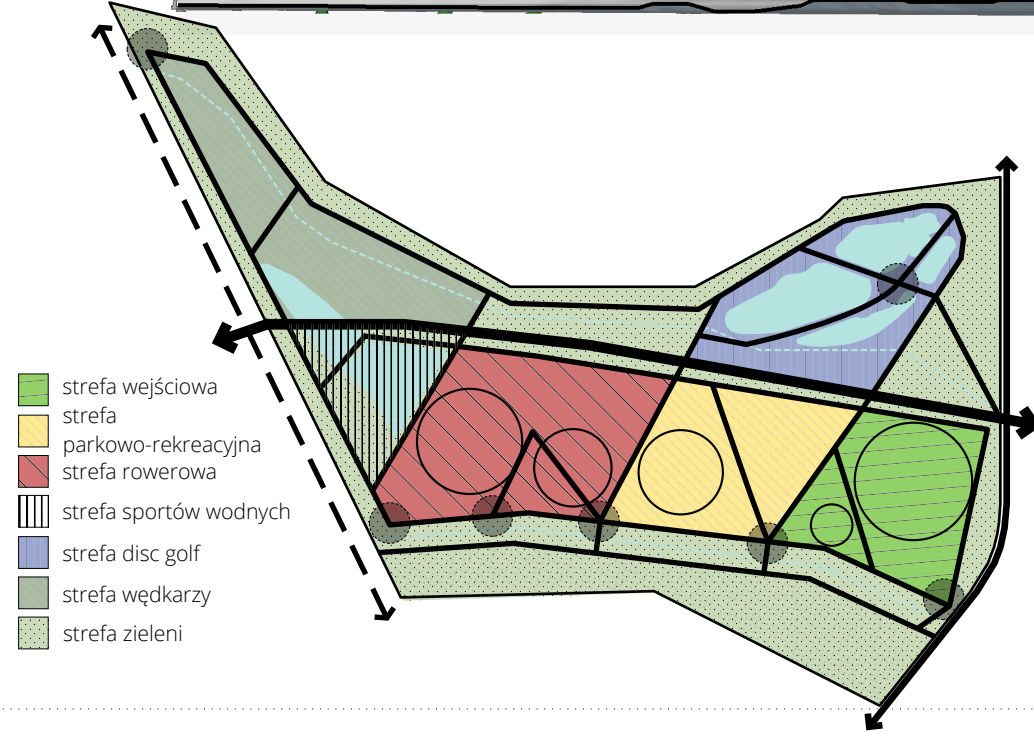 strefa wejściowa
strefa
parkowo-rekreacyjna
strefa rowerowa
strefa sportów wodnych
strefa disc golf
strefa wędkarzy
strefa zieleni